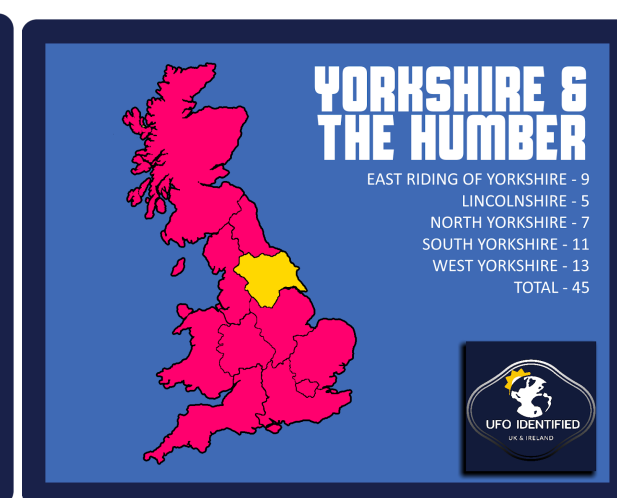 YORKSHIRE &
THE HUMBER
EAST RIDING OF YORKSHIRE - 9
LINCOLNSHIRE - 5
NORTH YORKSHIRE - 7
SOUTH YORKSHIRE - 11
WEST YORKSHIRE - 13
TOTAL - 45
UFO IDENTIFIED
UK & IRELAND